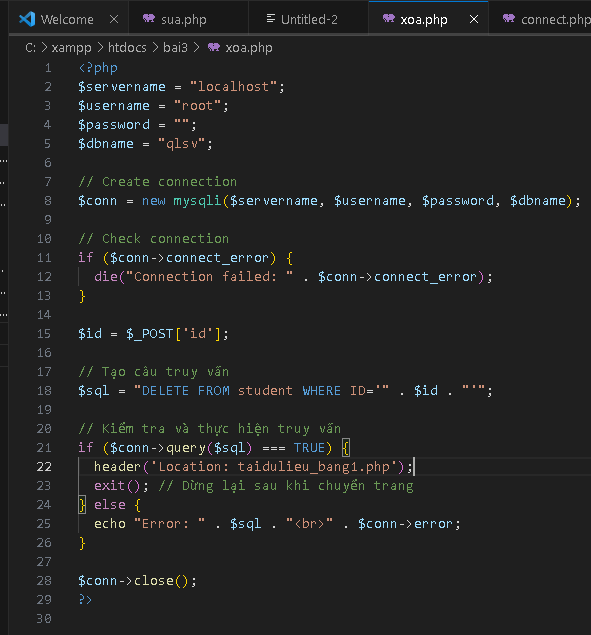 Welcome sua.php Untitled-2 xoa.php connect.php
C: > xampp > htdocs > bai3 > xoa.php
1 <?php
2 $servername = "localhost";
3 $username = "root";
4 $password = "";
5 $dbname = "qlsv";
6
7 // Create connection
8 $conn = new mysqli($servername, $username, $password, $dbname);
9
10 // Check connection
11 if ($conn->connect_error) {
12 die("Connection failed: " . $conn->connect_error);
13 }
14
15 $id = $_POST['id'];
16
17 // Tạo câu truy vấn
18 $sql = "DELETE FROM student WHERE ID='" . $id . "'";
19
20 // Kiểm tra và thực hiện truy vấn
21 if ($conn->query($sql) === TRUE) {
22 header('Location: taidulieu_bang1.php');
23 exit(); // Dừng lại sau khi chuyển trang
24 } else {
25 echo "Error: " . $sql . "<br>" . $conn->error;
26 }
27
28 $conn->close();
29 ?>
30